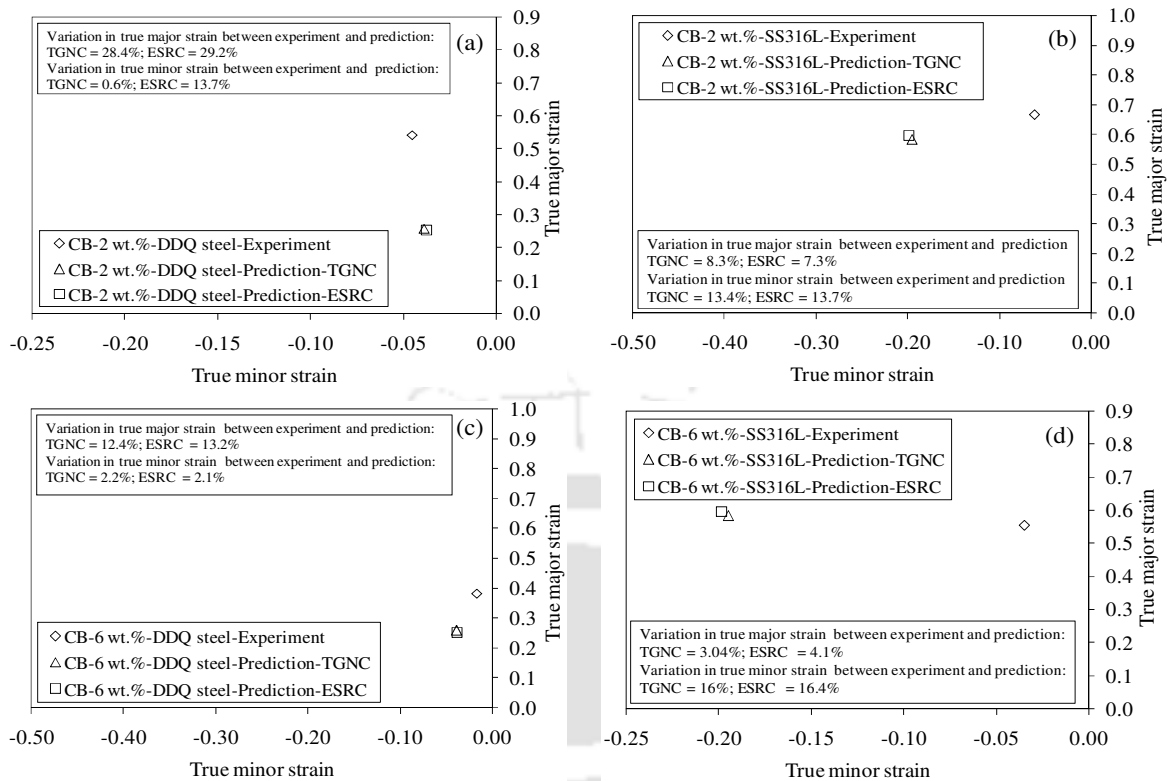 Variation in true major strain between experiment and prediction:
TGNC = 28.4%; ESRC = 29.2%
Variation in true minor strain between experiment and prediction:
TGNC = 0.6%; ESRC = 13.7%
(a)
CB-2 wt.%-DDQ steel-Experiment
CB-2 wt.%-DDQ steel-Prediction-TGNC
CB-2 wt.%-DDQ steel-Prediction-ESRC
0.9
0.8
0.7
0.6
0.5
0.4
0.3
0.2
0.1
0.0
True major strain
-0.25 -0.20 -0.15 -0.10 -0.05 0.00
True minor strain
CB-2 wt.%-SS316L-Experiment
CB-2 wt.%-SS316L-Prediction-TGNC
CB-2 wt.%-SS316L-Prediction-ESRC
(b)
Variation in true major strain between experiment and prediction
TGNC = 8.3%; ESRC = 7.3%
Variation in true minor strain between experiment and prediction
TGNC = 13.4%; ESRC = 13.7%
1.0
0.9
0.8
0.7
0.6
0.5
0.4
0.3
0.2
0.1
0.0
True major strain
-0.50 -0.40 -0.30 -0.20 -0.10 0.00
True minor strain
Variation in true major strain between experiment and prediction:
TGNC = 12.4%; ESRC = 13.2%
Variation in true minor strain between experiment and prediction:
TGNC = 2.2%; ESRC = 2.1%
(c)
CB-6 wt.%-DDQ steel-Experiment
CB-6 wt.%-DDQ steel-Prediction-TGNC
CB-6 wt.%-DDQ steel-Prediction-ESRC
1.0
0.9
0.8
0.7
0.6
0.5
0.4
0.3
0.2
0.1
0.0
True major strain
-0.50 -0.40 -0.30 -0.20 -0.10 0.00
True minor strain
CB-6 wt.%-SS316L-Experiment
CB-6 wt.%-SS316L-Prediction-TGNC
CB-6 wt.%-SS316L-Prediction-ESRC
(d)
Variation in true major strain between experiment and prediction:
TGNC = 3.04%; ESRC = 4.1%
Variation in true minor strain between experiment and prediction:
TGNC = 16%; ESRC = 16.4%
0.9
0.8
0.7
0.6
0.5
0.4
0.3
0.2
0.1
0.0
True major strain
-0.25 -0.20 -0.15 -0.10 -0.05 0.00
True minor strain